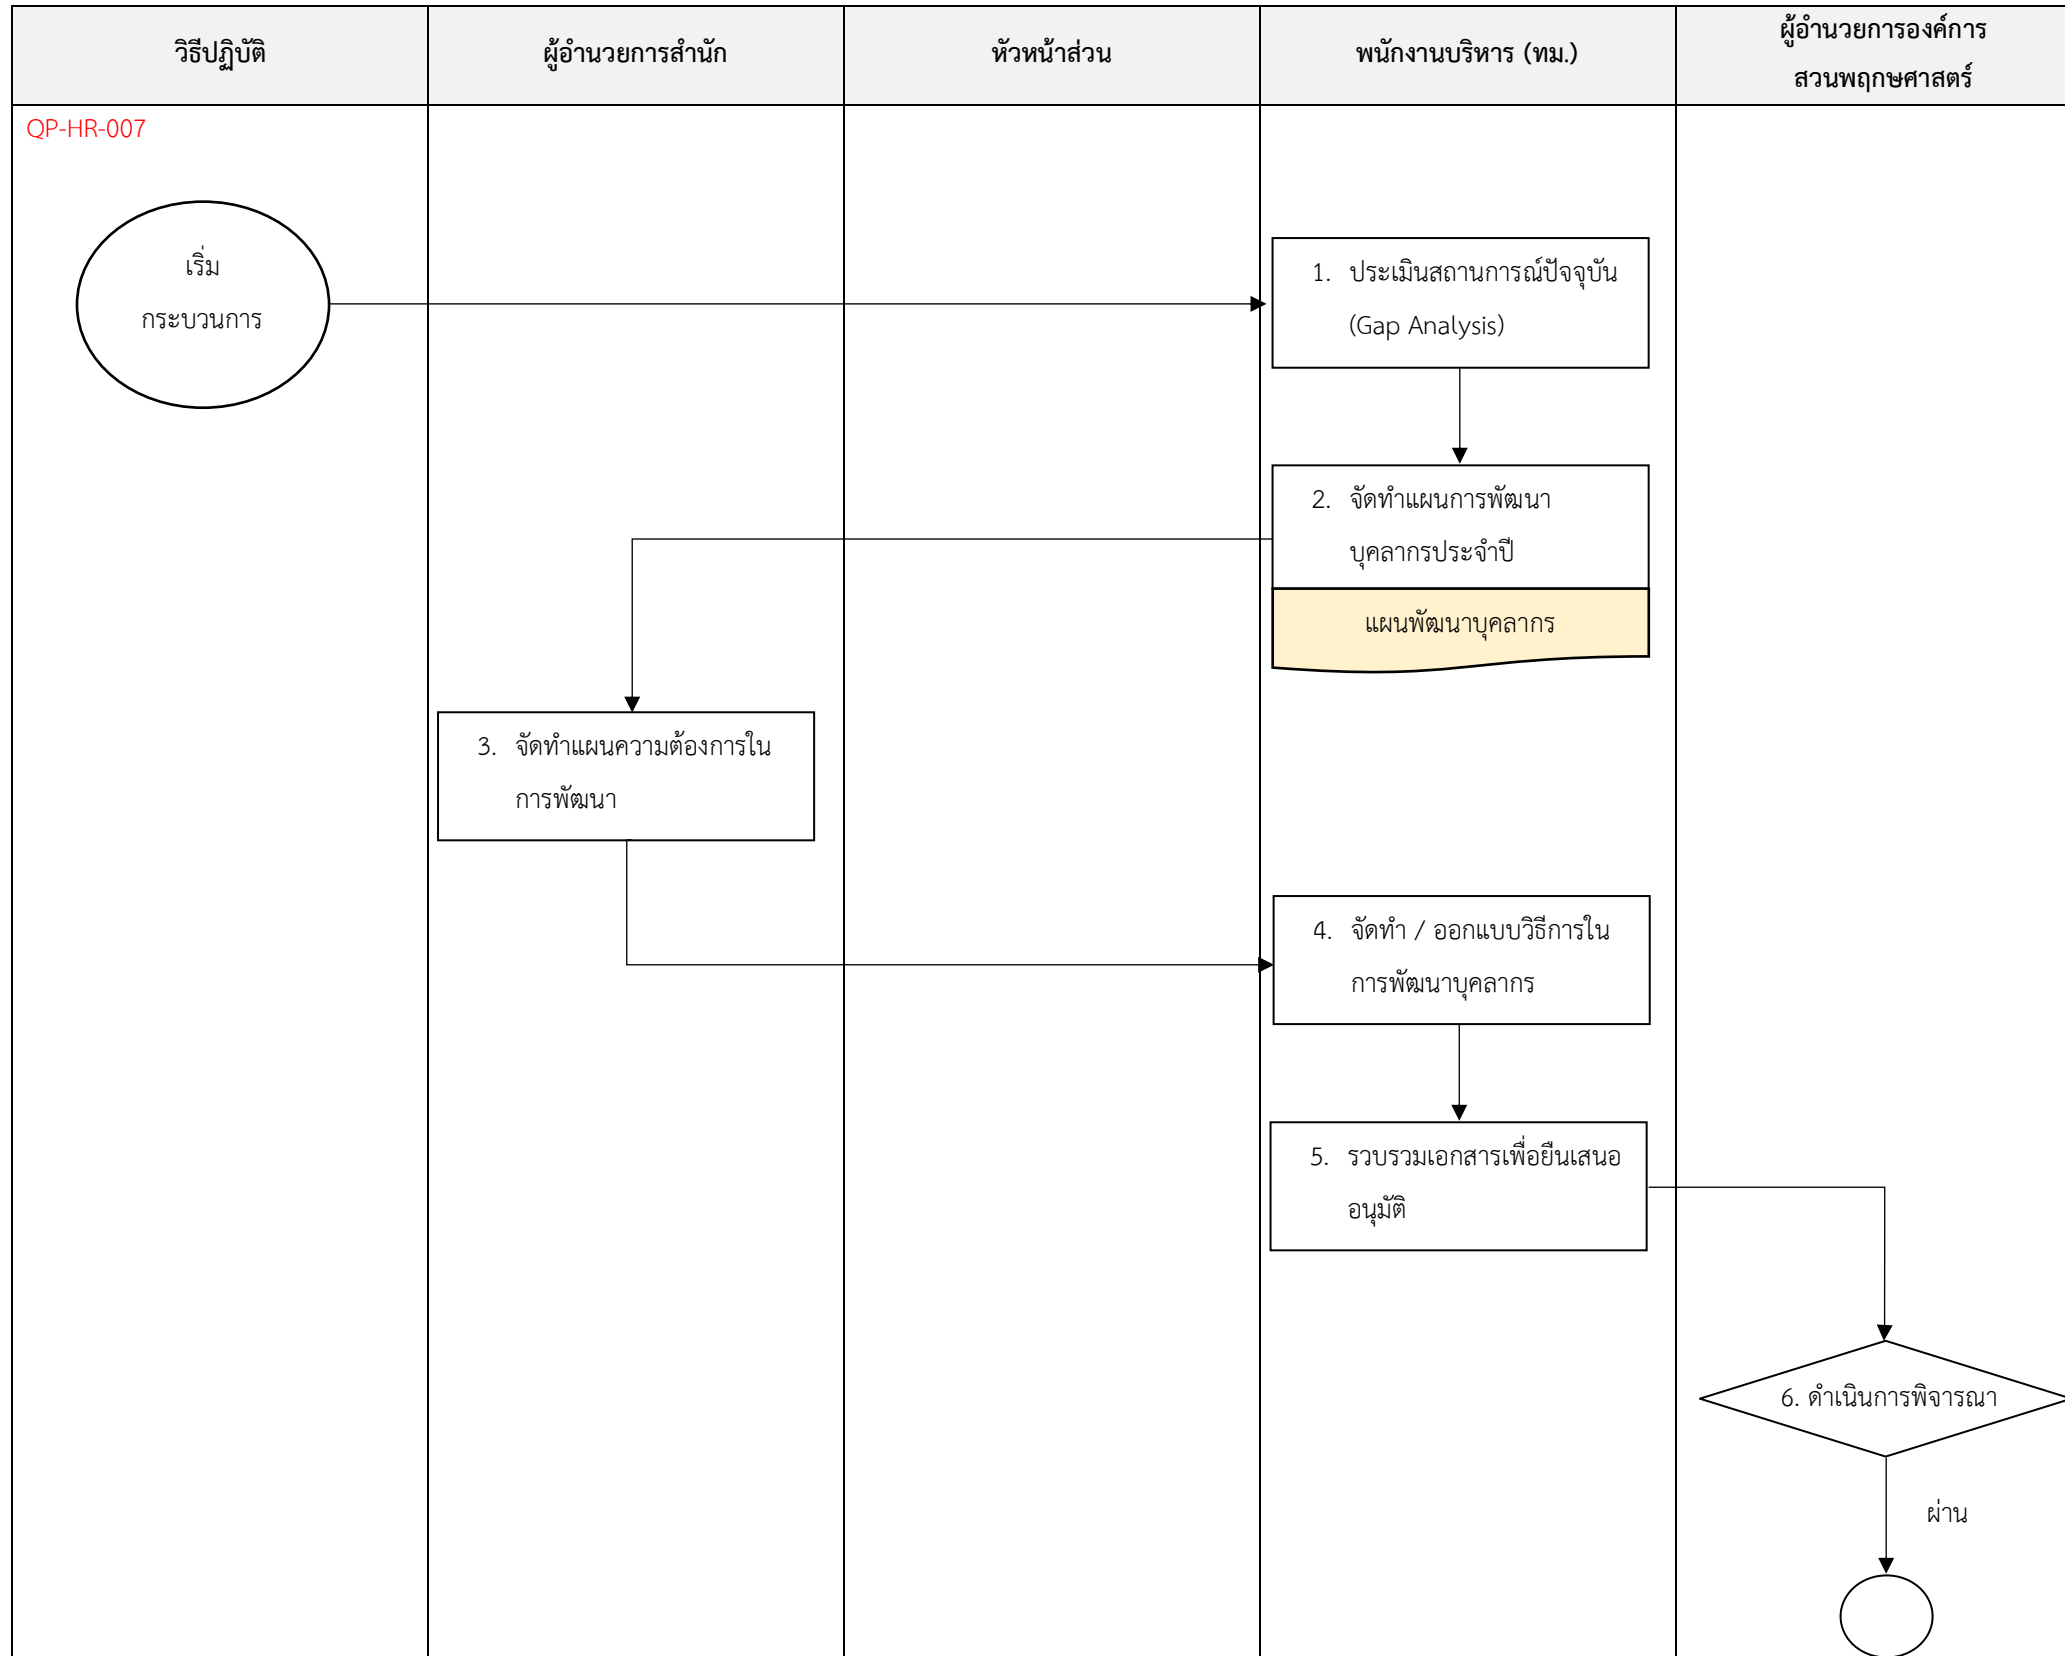 วิธีปฏิบัติ
ผู้อำนวยการสำนัก
หัวหน้าส่วน
พนักงานบริหาร (ทม.)
ผู้อำนวยการองค์การ
สวนพฤกษศาสตร์
QP-HR-007
เริ่ม
กระบวนการ
1. ประเมินสถานการณ์ปัจจุบัน
(Gap Analysis)
2. จัดทำแผนการพัฒนา
บุคลากรประจำปี
แผนพัฒนาบุคลากร
3. จัดทำแผนความต้องการใน
การพัฒนา
4. จัดทำ / ออกแบบวิธีการใน
การพัฒนาบุคลากร
5. รวบรวมเอกสารเพื่อยืนเสนอ
อนุมัติ
6. ดำเนินการพิจารณา
ผ่าน